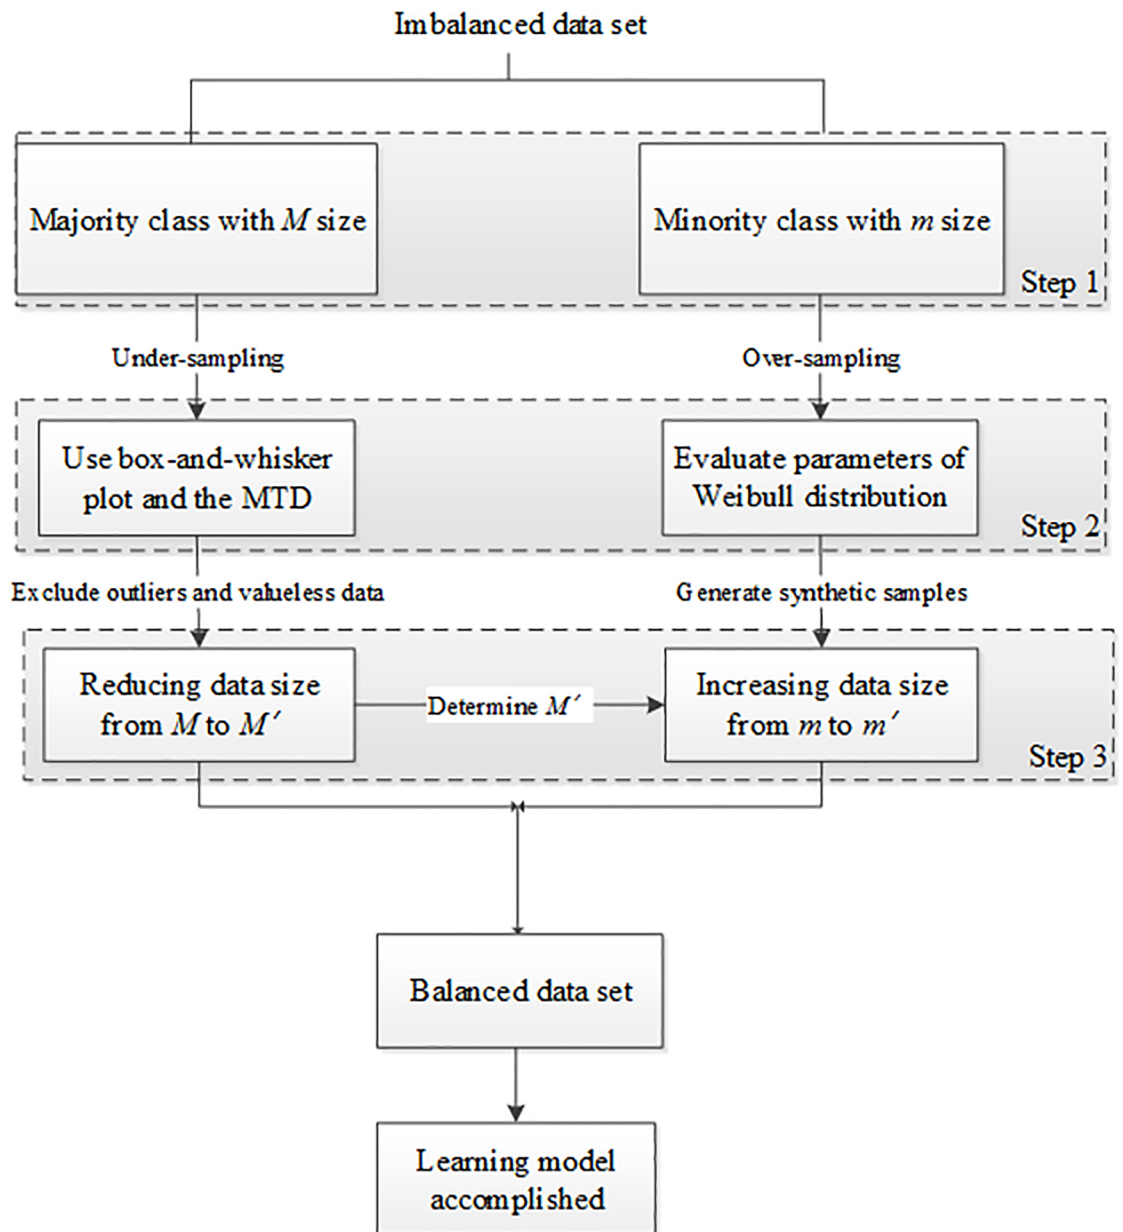 Imbalanced data set
Majority class with M size
Minority class with m size
Step 1
Under-sampling
Over-sampling
Use box-and-whisker
plot and the MTD
Evaluate parameters of
Weibull distribution
Step 2
Exclude outliers and valueless data
Generate synthetic samples
Reducing data size
from M to M′
Determine M′
Increasing data size
from m to m′
Step 3
Balanced data set
Learning model
accomplished